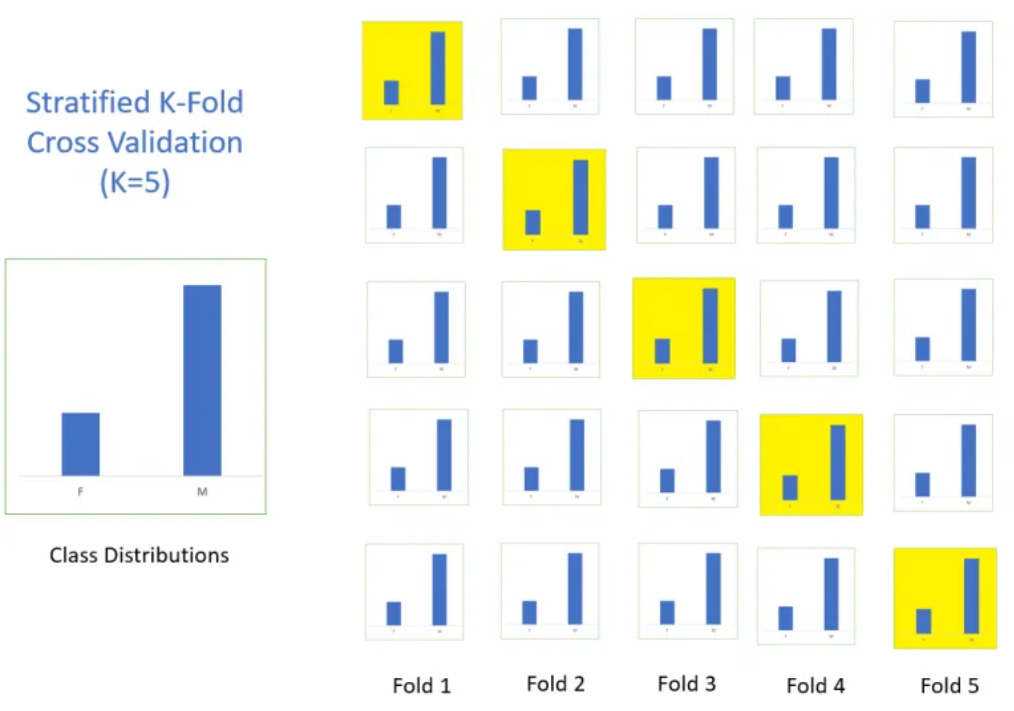 Stratified K-Fold
Cross Validation
(K=5)
F M
Class Distributions
Fold 1 Fold 2 Fold 3 Fold 4 Fold 5